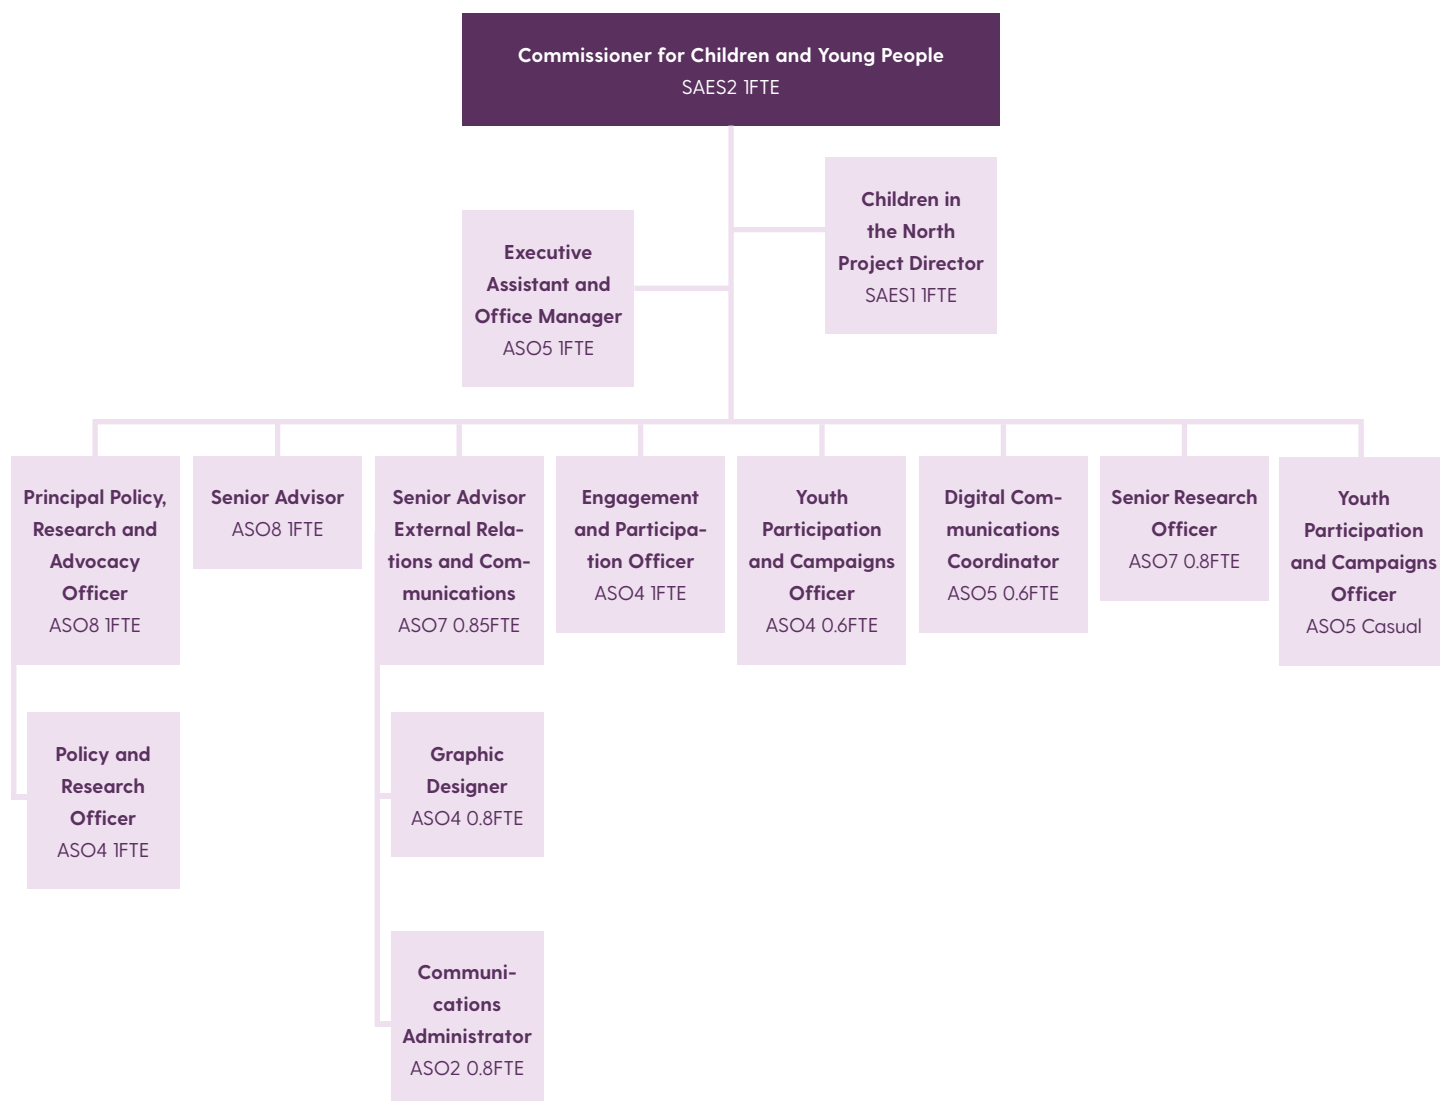 Commissioner for Children and Young People
SAES2 1FTE
Children in
the North
Project Director
SAES1 1FTE
Executive
Assistant and
Office Manager
ASO5 1FTE
Principal Policy,
Research and
Advocacy
Officer
ASO8 1FTE
Senior Advisor
ASO8 1FTE
Senior Advisor
External Rela-
tions and Com-
munications
ASO7 0.85FTE
Engagement
and Participa-
tion Officer
ASO4 1FTE
Youth
Participation
and Campaigns
Officer
ASO4 0.6FTE
Digital Com-
munications
Coordinator
ASO5 0.6FTE
Senior Research
Officer
ASO7 0.8FTE
Youth
Participation
and Campaigns
Officer
ASO5 Casual
Policy and
Research
Officer
ASO4 1FTE
Graphic
Designer
ASO4 0.8FTE
Communi-
cations
Administrator
ASO2 0.8FTE